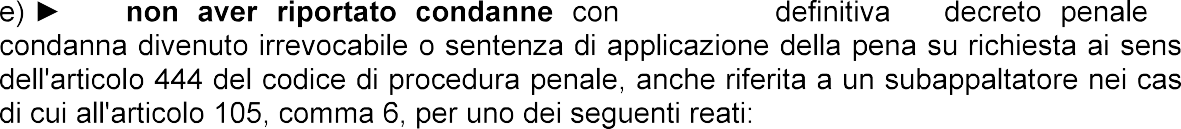 e) ► non aver riportato condanne con definitiva decreto penale
condanna divenuto irrevocabile o sentenza di applicazione della pena su richiesta ai sens
dell'articolo 444 del codice di procedura penale, anche riferita a un subappaltatore nei cas
di cui all'articolo 105, comma 6, per uno dei seguenti reati: